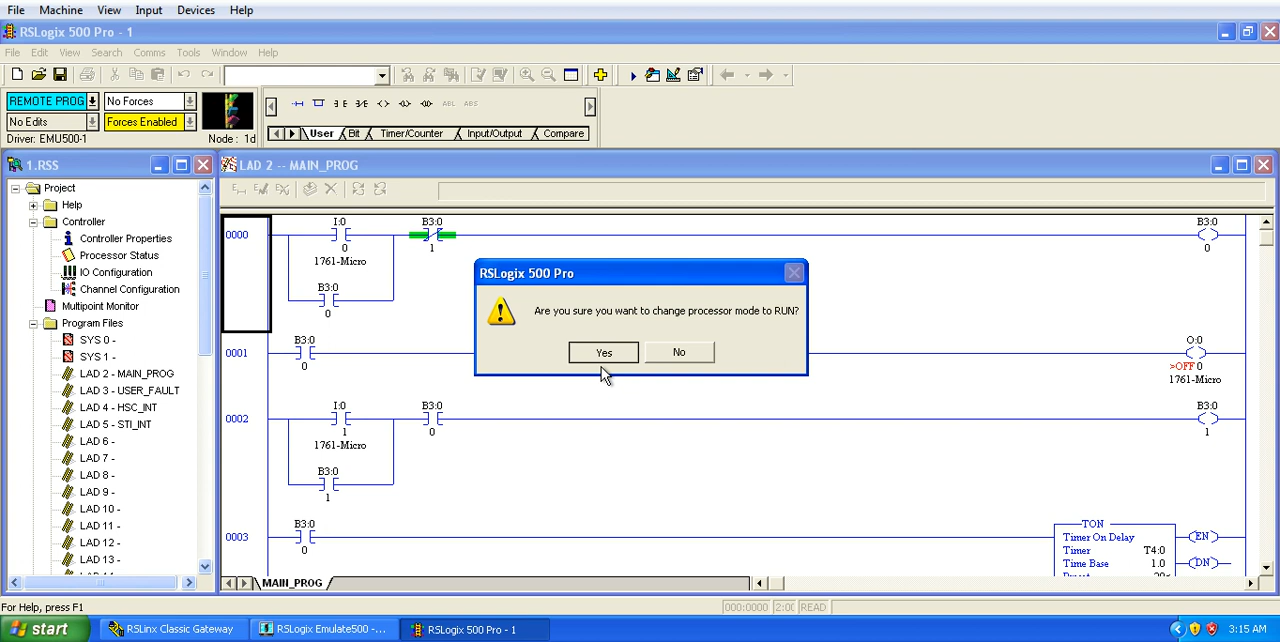 File Machine View Input Devices Help
RSLogix 500 Pro - 1
File Edit View Search Comms Tools Window Help
REMOTE PROG No Forces
No Edits Forces Enabled
Driver: EMU500-1 Node : 1d
ABL ABS
User Bit Timer/Counter Input/Output Compare
1.RSS
Project
Help
Controller
Controller Properties
Processor Status
IO Configuration
Channel Configuration
Multipoint Monitor
Program Files
SYS 0 -
SYS 1 -
LAD 2 - MAIN_PROG
LAD 3 - USER_FAULT
LAD 4 - HSC_INT
LAD 5 - STI_INT
LAD 6 -
LAD 7 -
LAD 8 -
LAD 9 -
LAD 10 -
LAD 11 -
LAD 12 -
LAD 13 -
LAD 2 -- MAIN_PROG
I:0 B3:0 B3:0
0000
0 1 0
1761-Micro
B3:0
0
RSLogix 500 Pro
Are you sure you want to change processor mode to RUN?
Yes No
B3:0 O:0
0001
0 >OFF 0
1761-Micro
I:0 B3:0 B3:0
0002
1 0 1
1761-Micro
B3:0
1
B3:0 TON
0003 Timer On Delay EN
0 Timer T4:0
Time Base 1.0 DN
MAIN_PROG
For Help, press F1 000:0000 READ
start RSLinx Classic Gateway RSLogix Emulate500 -... RSLogix 500 Pro - 1 3:15 AM